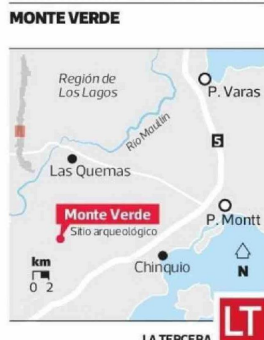 MONTE VERDE
Región de
Los Lagos
P. Varas
Río Maullín
5
Las Quemas
Monte Verde
Sitio arqueológico
P. Montt
km
0 2
Chinquio
N
LT
LA TERCERA